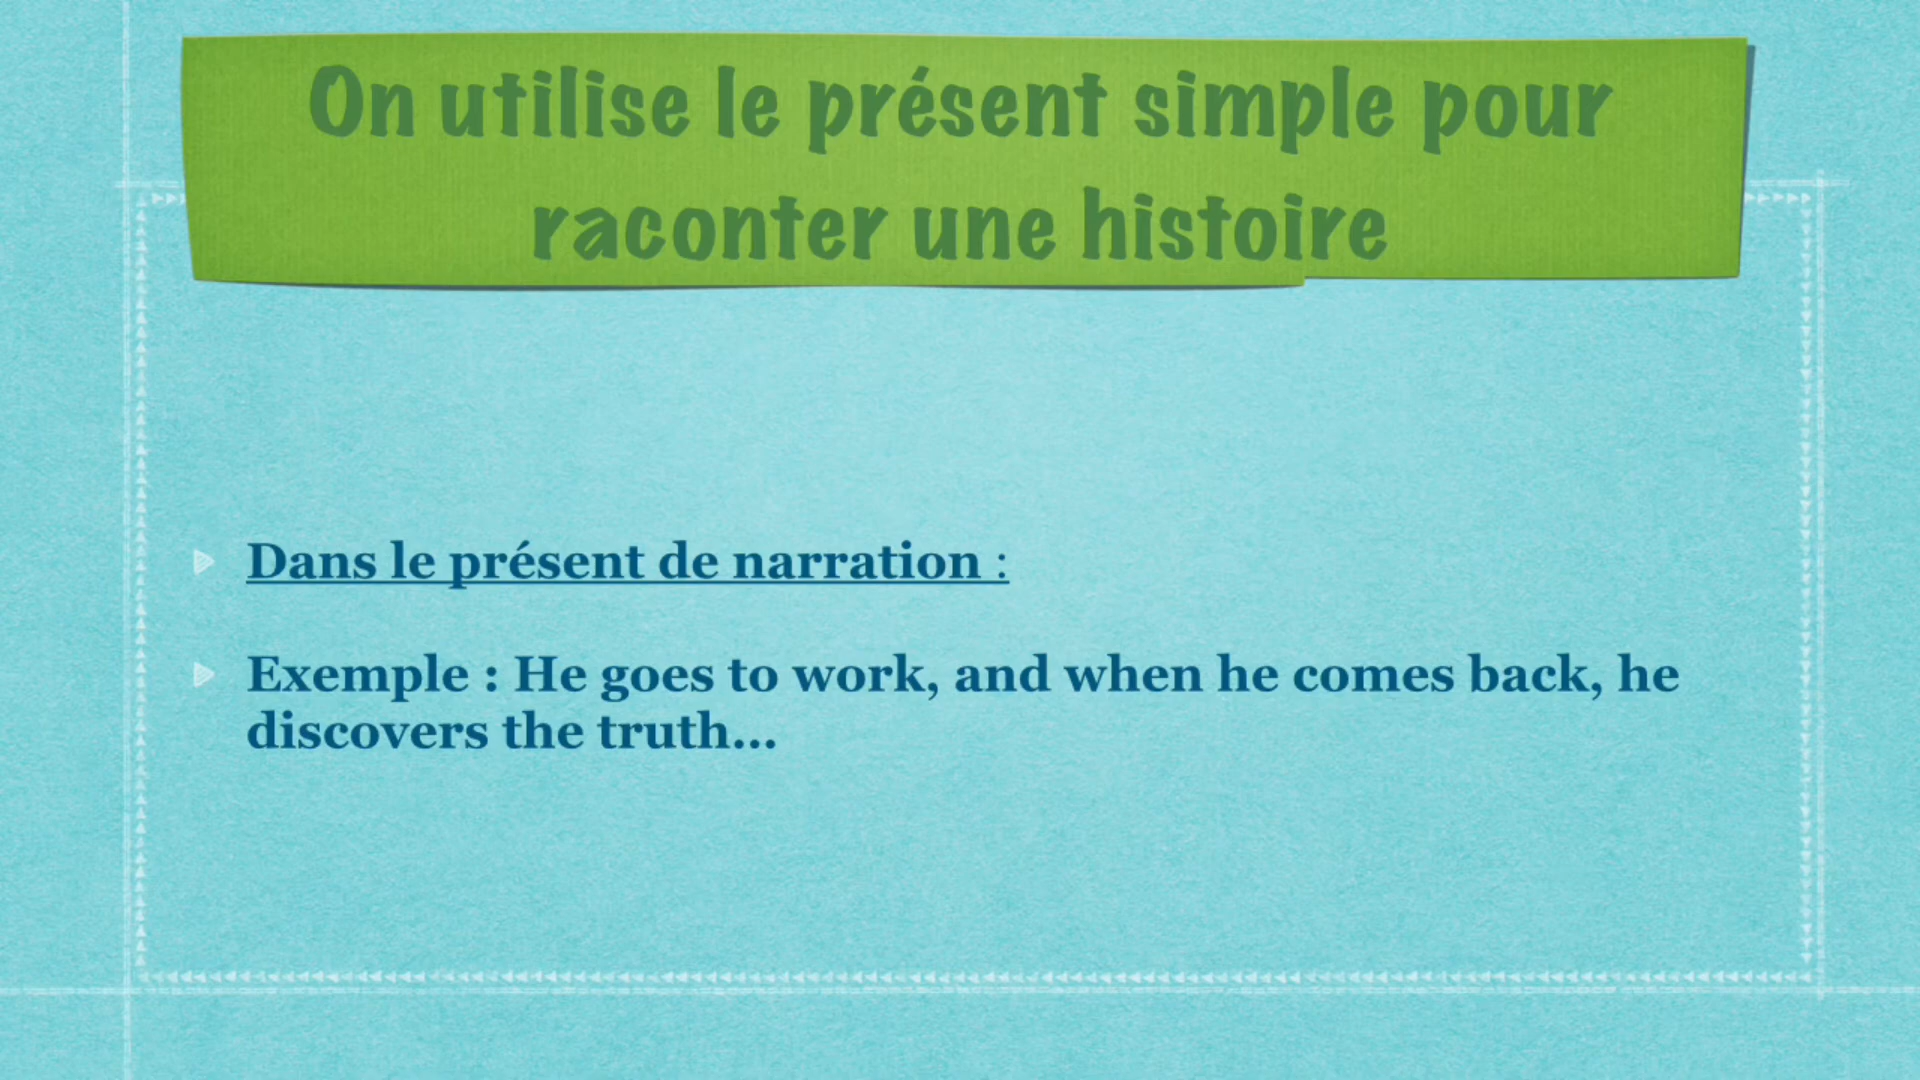 On utilise le présent simple pour
raconter une histoire
Dans le présent de narration :
Exemple : He goes to work, and when he comes back, he
discovers the truth...